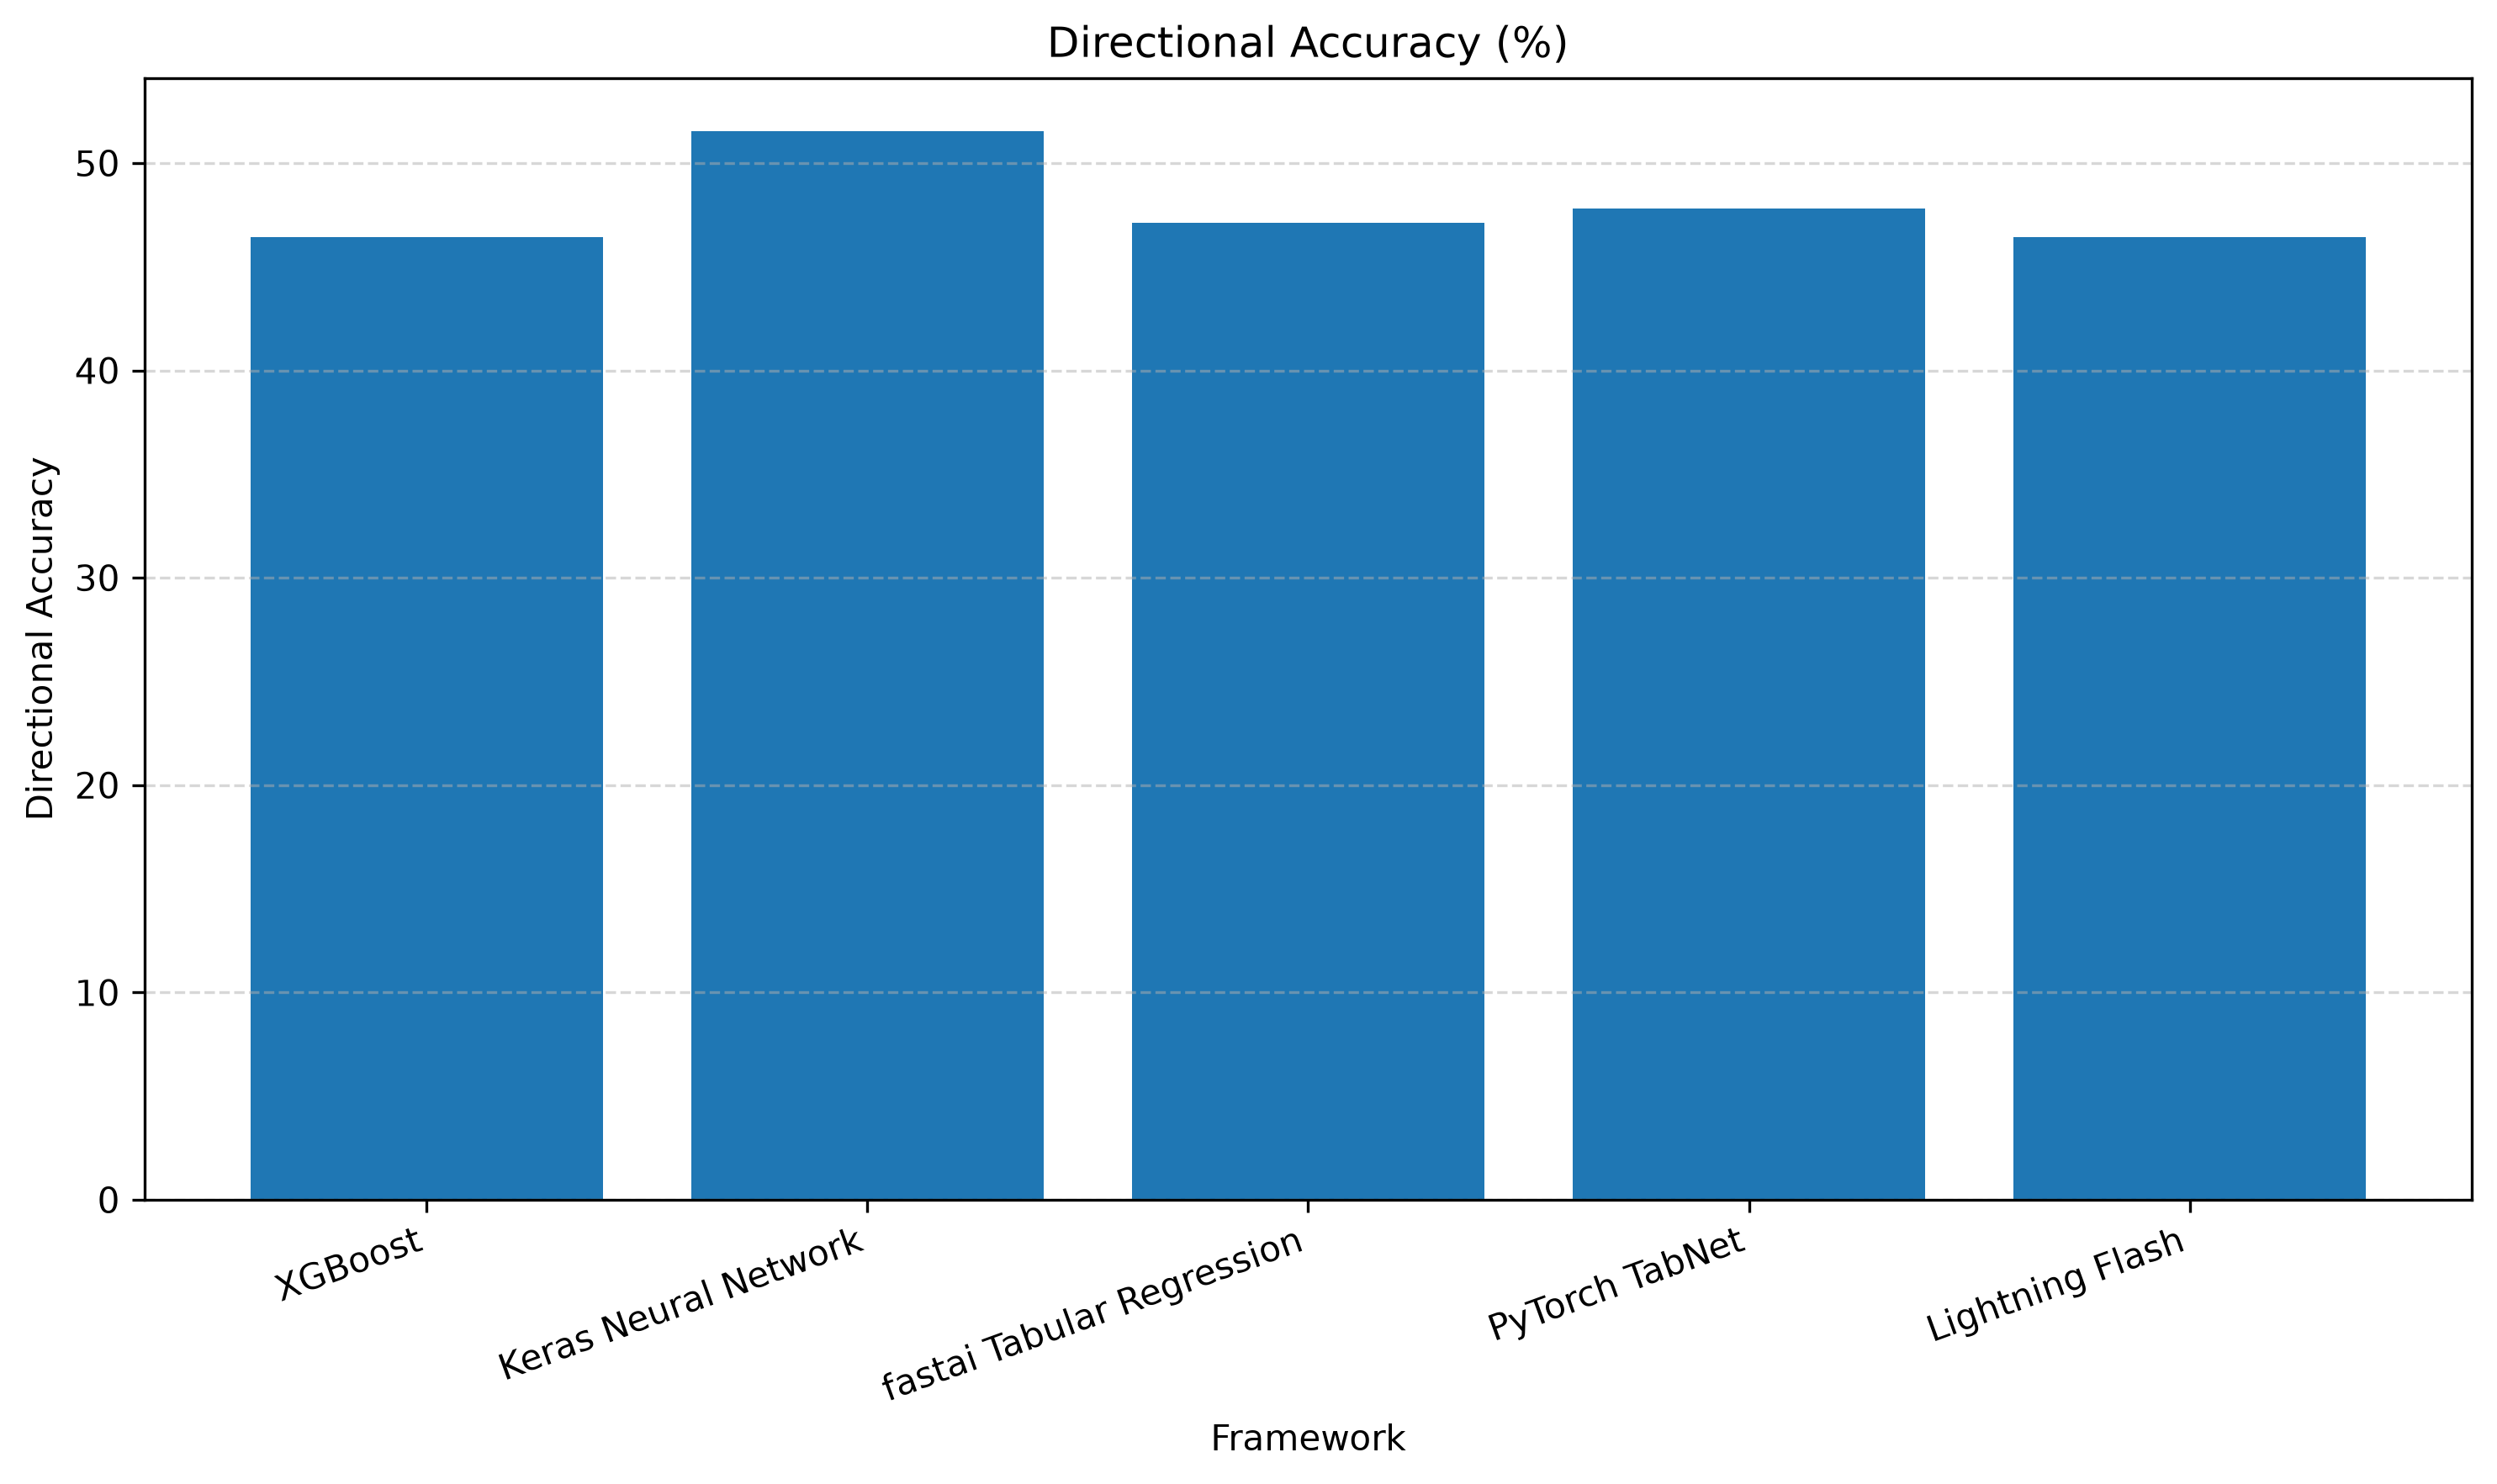 Directional Accuracy (%)
Directional Accuracy
50
40
30
20
10
0
XGBoost
Keras Neural Network
fastai Tabular Regression
PyTorch TabNet
Lightning Flash
Framework